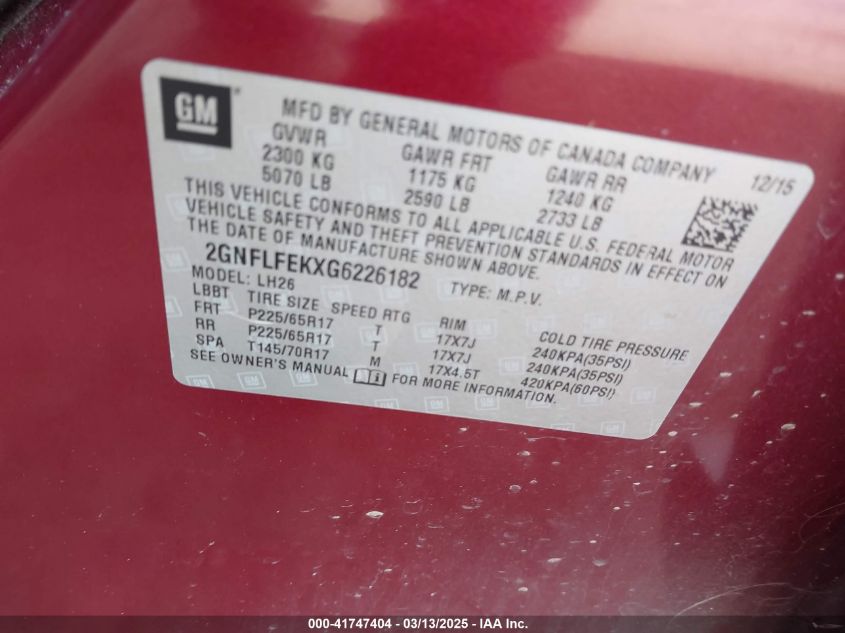 GM
MFD BY GENERAL MOTORS OF CANADA COMPANY
GVWR GAWR FRT GAWR RR 12/15
2300 KG 1175 KG 1240 KG
5070 LB 2590 LB 2733 LB
THIS VEHICLE CONFORMS TO ALL APPLICABLE U.S. FEDERAL MOTOR
VEHICLE SAFETY AND THEFT PREVENTION STANDARDS IN EFFECT ON
THE DATE OF MANUFACTURE SHOWN ABOVE.
2GNFLFEKXG6226182 TYPE: M.P.V.
MODEL: LH26
LBBT TIRE SIZE SPEED RTG RIM COLD TIRE PRESSURE
FRT P225/65R17 T 17X7J 240KPA(35PSI)
RR P225/65R17 T 17X7J 240KPA(35PSI)
SPA T145/70R17 M 17X4.5T 420KPA(60PSI)
SEE OWNER'S MANUAL FOR MORE INFORMATION.
000-41747404 - 03/13/2025 - IAA Inc.